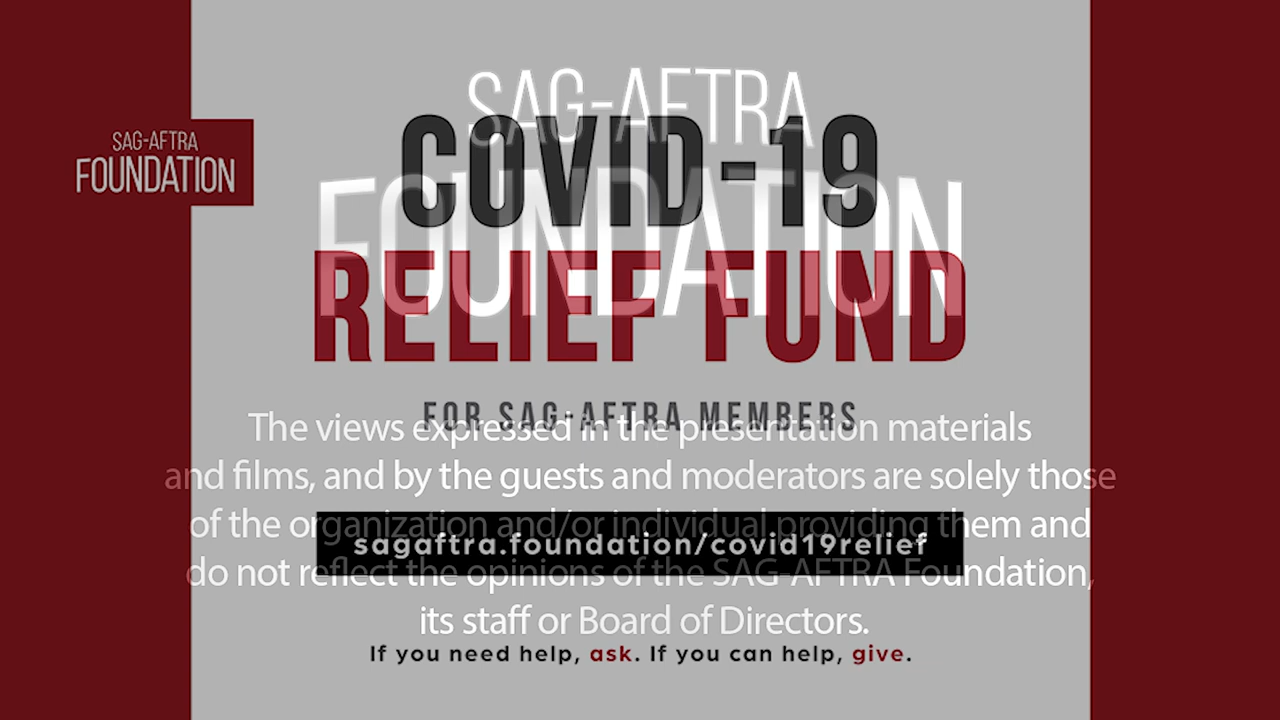 SAG-AFTRA
FOUNDATION
SAG-AFTRA
FOUNDATION
COVID-19
RELIEF FUND
FOR SAG-AFTRA MEMBERS
The views expressed in the presentation materials
and films, and by the guests and moderators are solely those
of the organization and/or individual providing them and
do not reflect the opinions of the SAG-AFTRA Foundation,
its staff or Board of Directors.
sagaftra.foundation/covid19relief
If you need help, ask. If you can help, give.